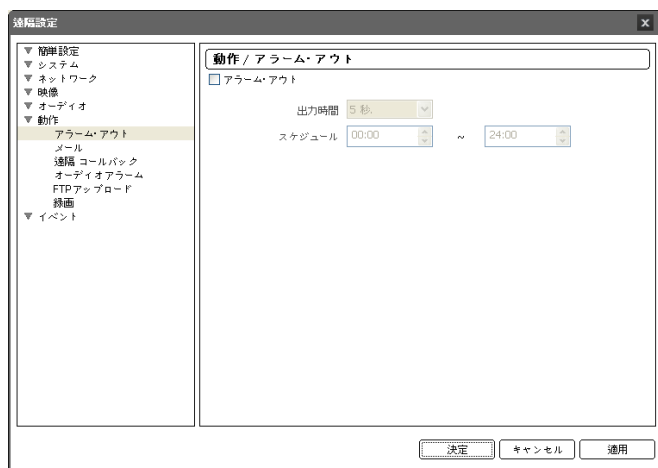 遠隔設定
簡単設定
システム
ネットワーク
映像
オーディオ
動作
アラーム・アウト
メール
遠隔 コールバック
オーディオアラーム
FTPアップロード
録画
イベント
動作 / アラーム・アウト
アラーム・アウト
出力時間 5 秒.
スケジュール 00:00 ~ 24:00
決定 キャンセル 適用